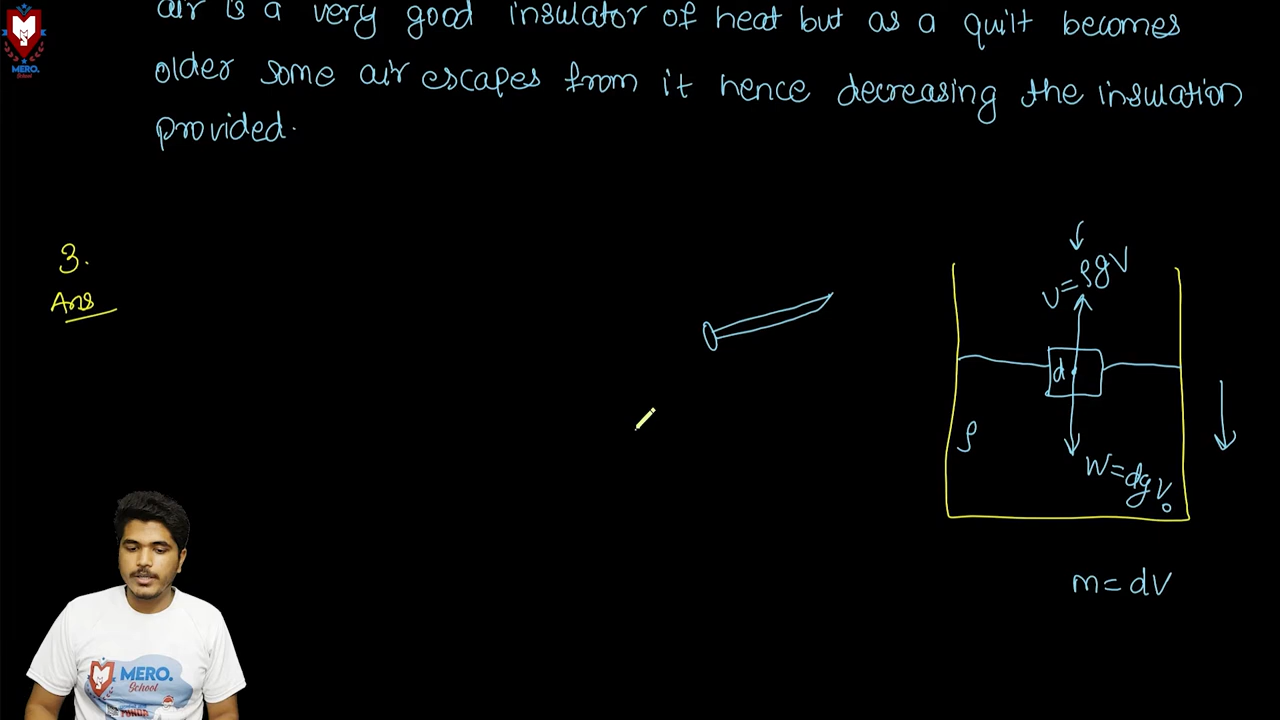 air is a very good insulator of heat but as a quilt becomes
older some air escapes from it hence decreasing the insulation
provided.
MERO.
School
3.
Ans
U=ρgV
d
ρ
W=dgV₀
m=dV
MERO.
School